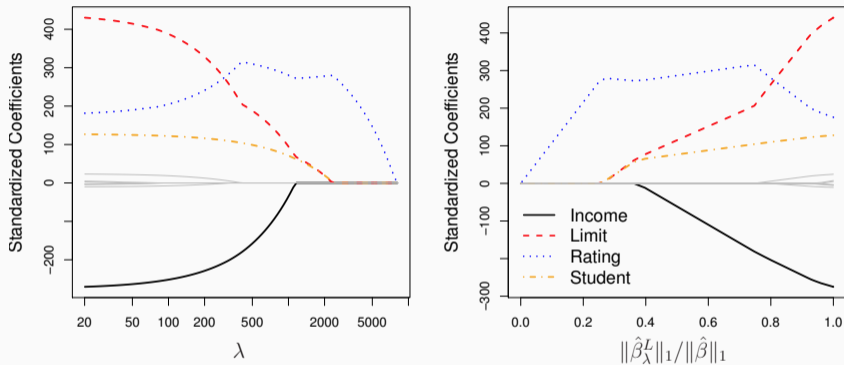 Standardized Coefficients
400
300
200
100
0
-200
20 50 100 200 500 2000 5000
λ
Standardized Coefficients
400
300
200
100
0
-100
-300
Income
Limit
Rating
Student
0.0 0.2 0.4 0.6 0.8 1.0
‖β̂λᴸ‖₁/‖β̂‖₁